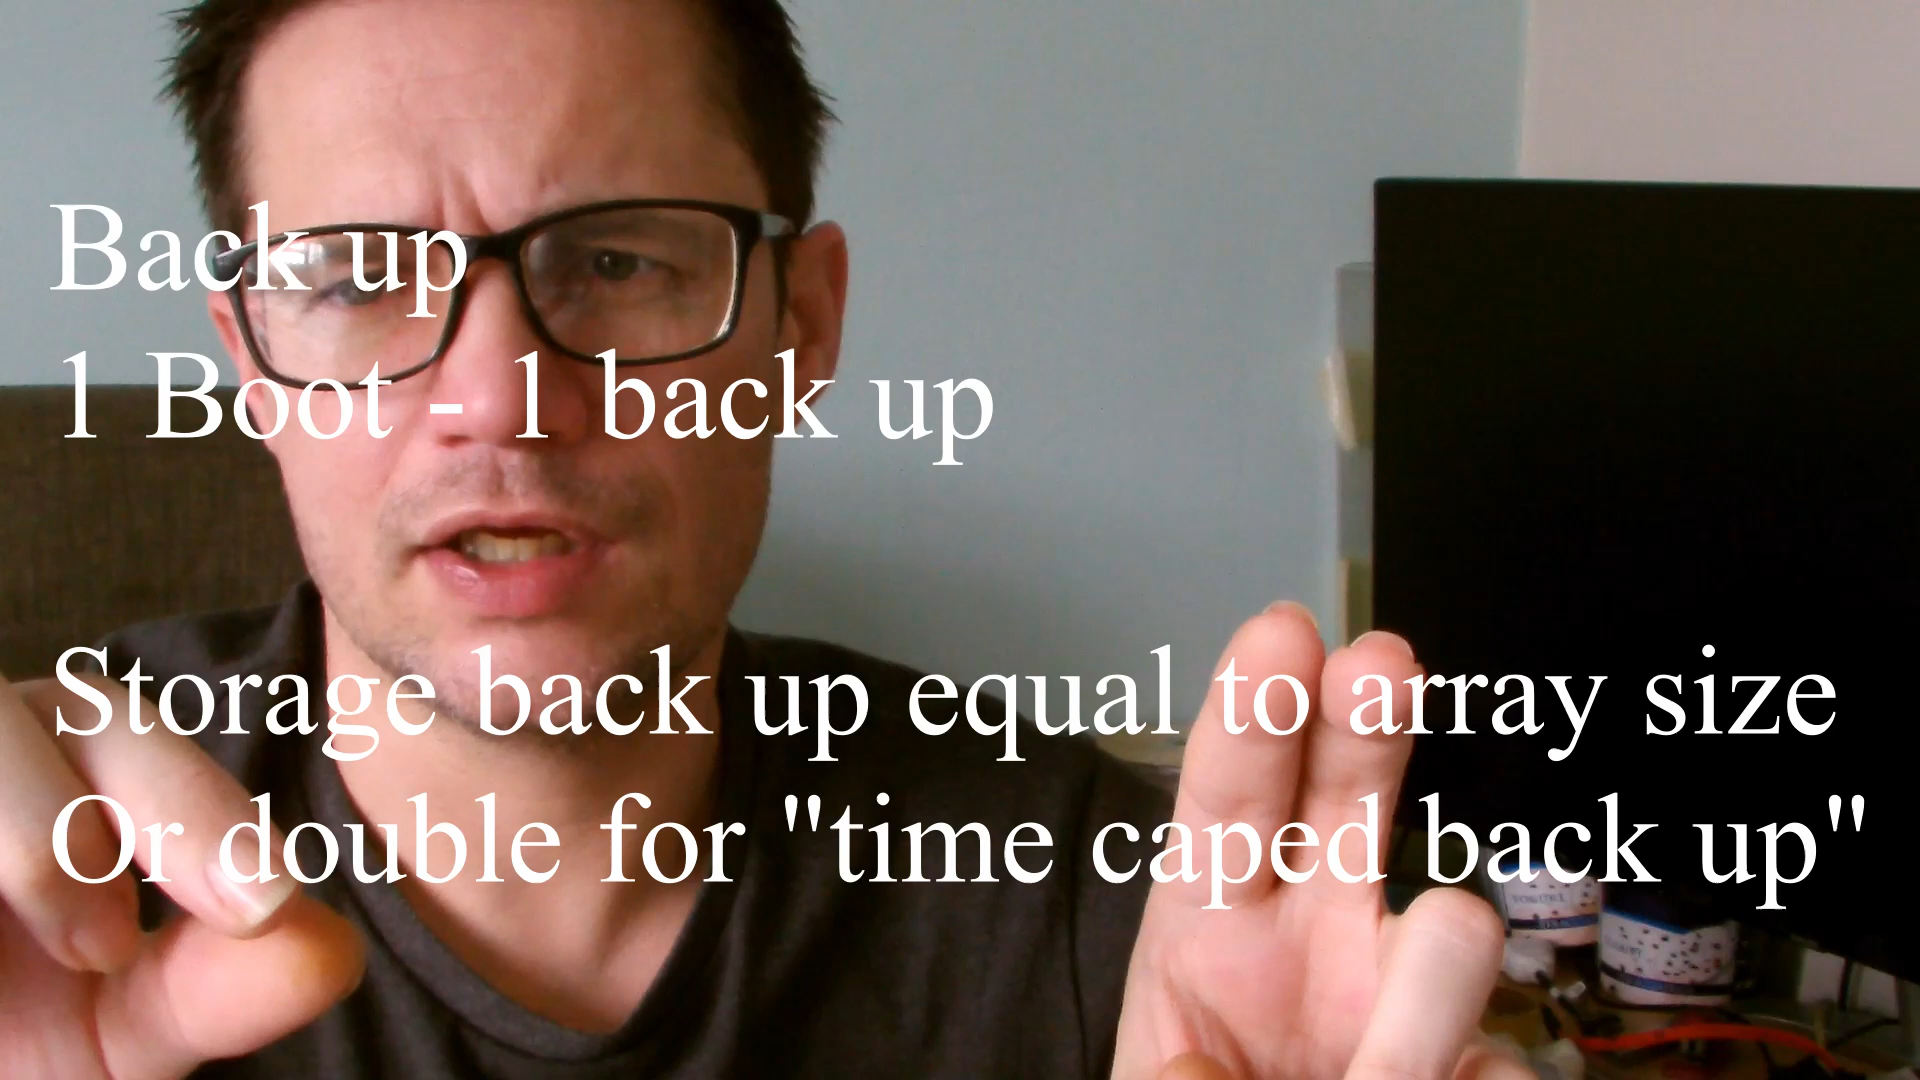 Back up
1 Boot - 1 back up
Storage back up equal to array size
Or double for "time caped back up"